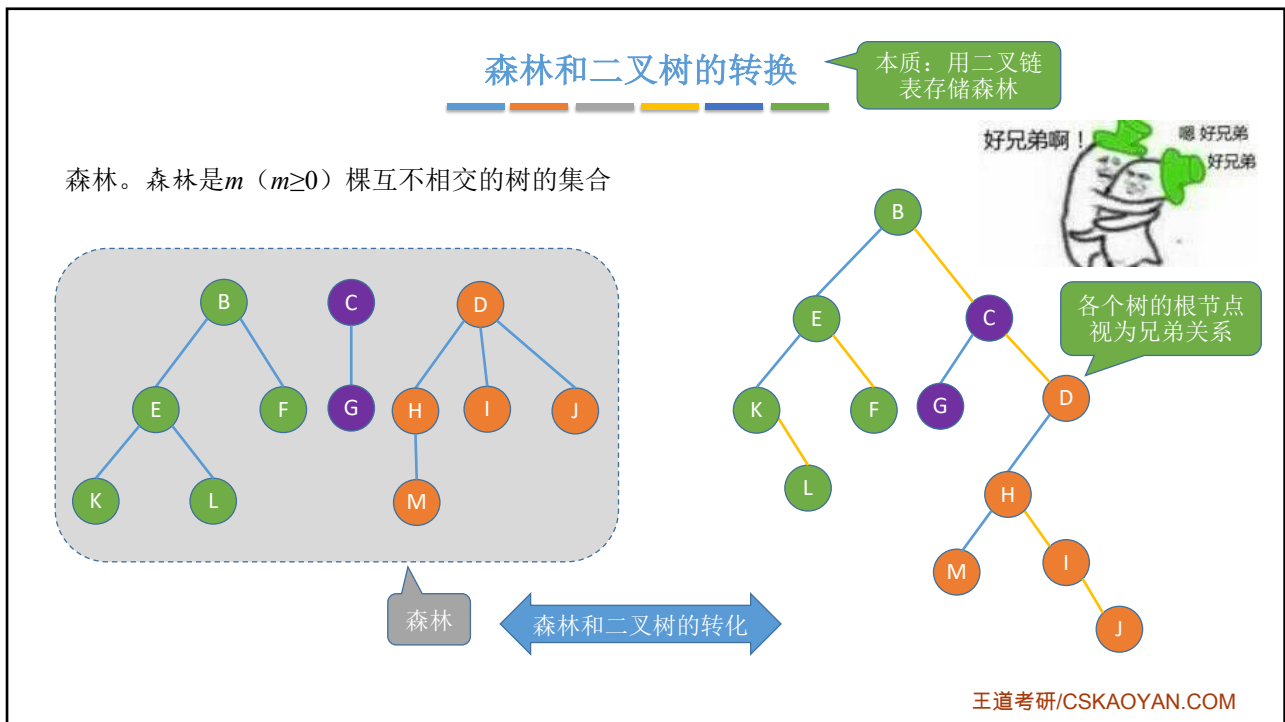 森林和二叉树的转换
本质：用二叉链
表存储森林
好兄弟啊！
嗯 好兄弟
好兄弟
森林。森林是m（m≥0）棵互不相交的树的集合
B
C
D
E
F
G
H
I
J
K
L
M
森林
森林和二叉树的转化
B
E
C
各个树的根节点
视为兄弟关系
K
F
G
D
L
H
M
I
J
王道考研/CSKAOYAN.COM